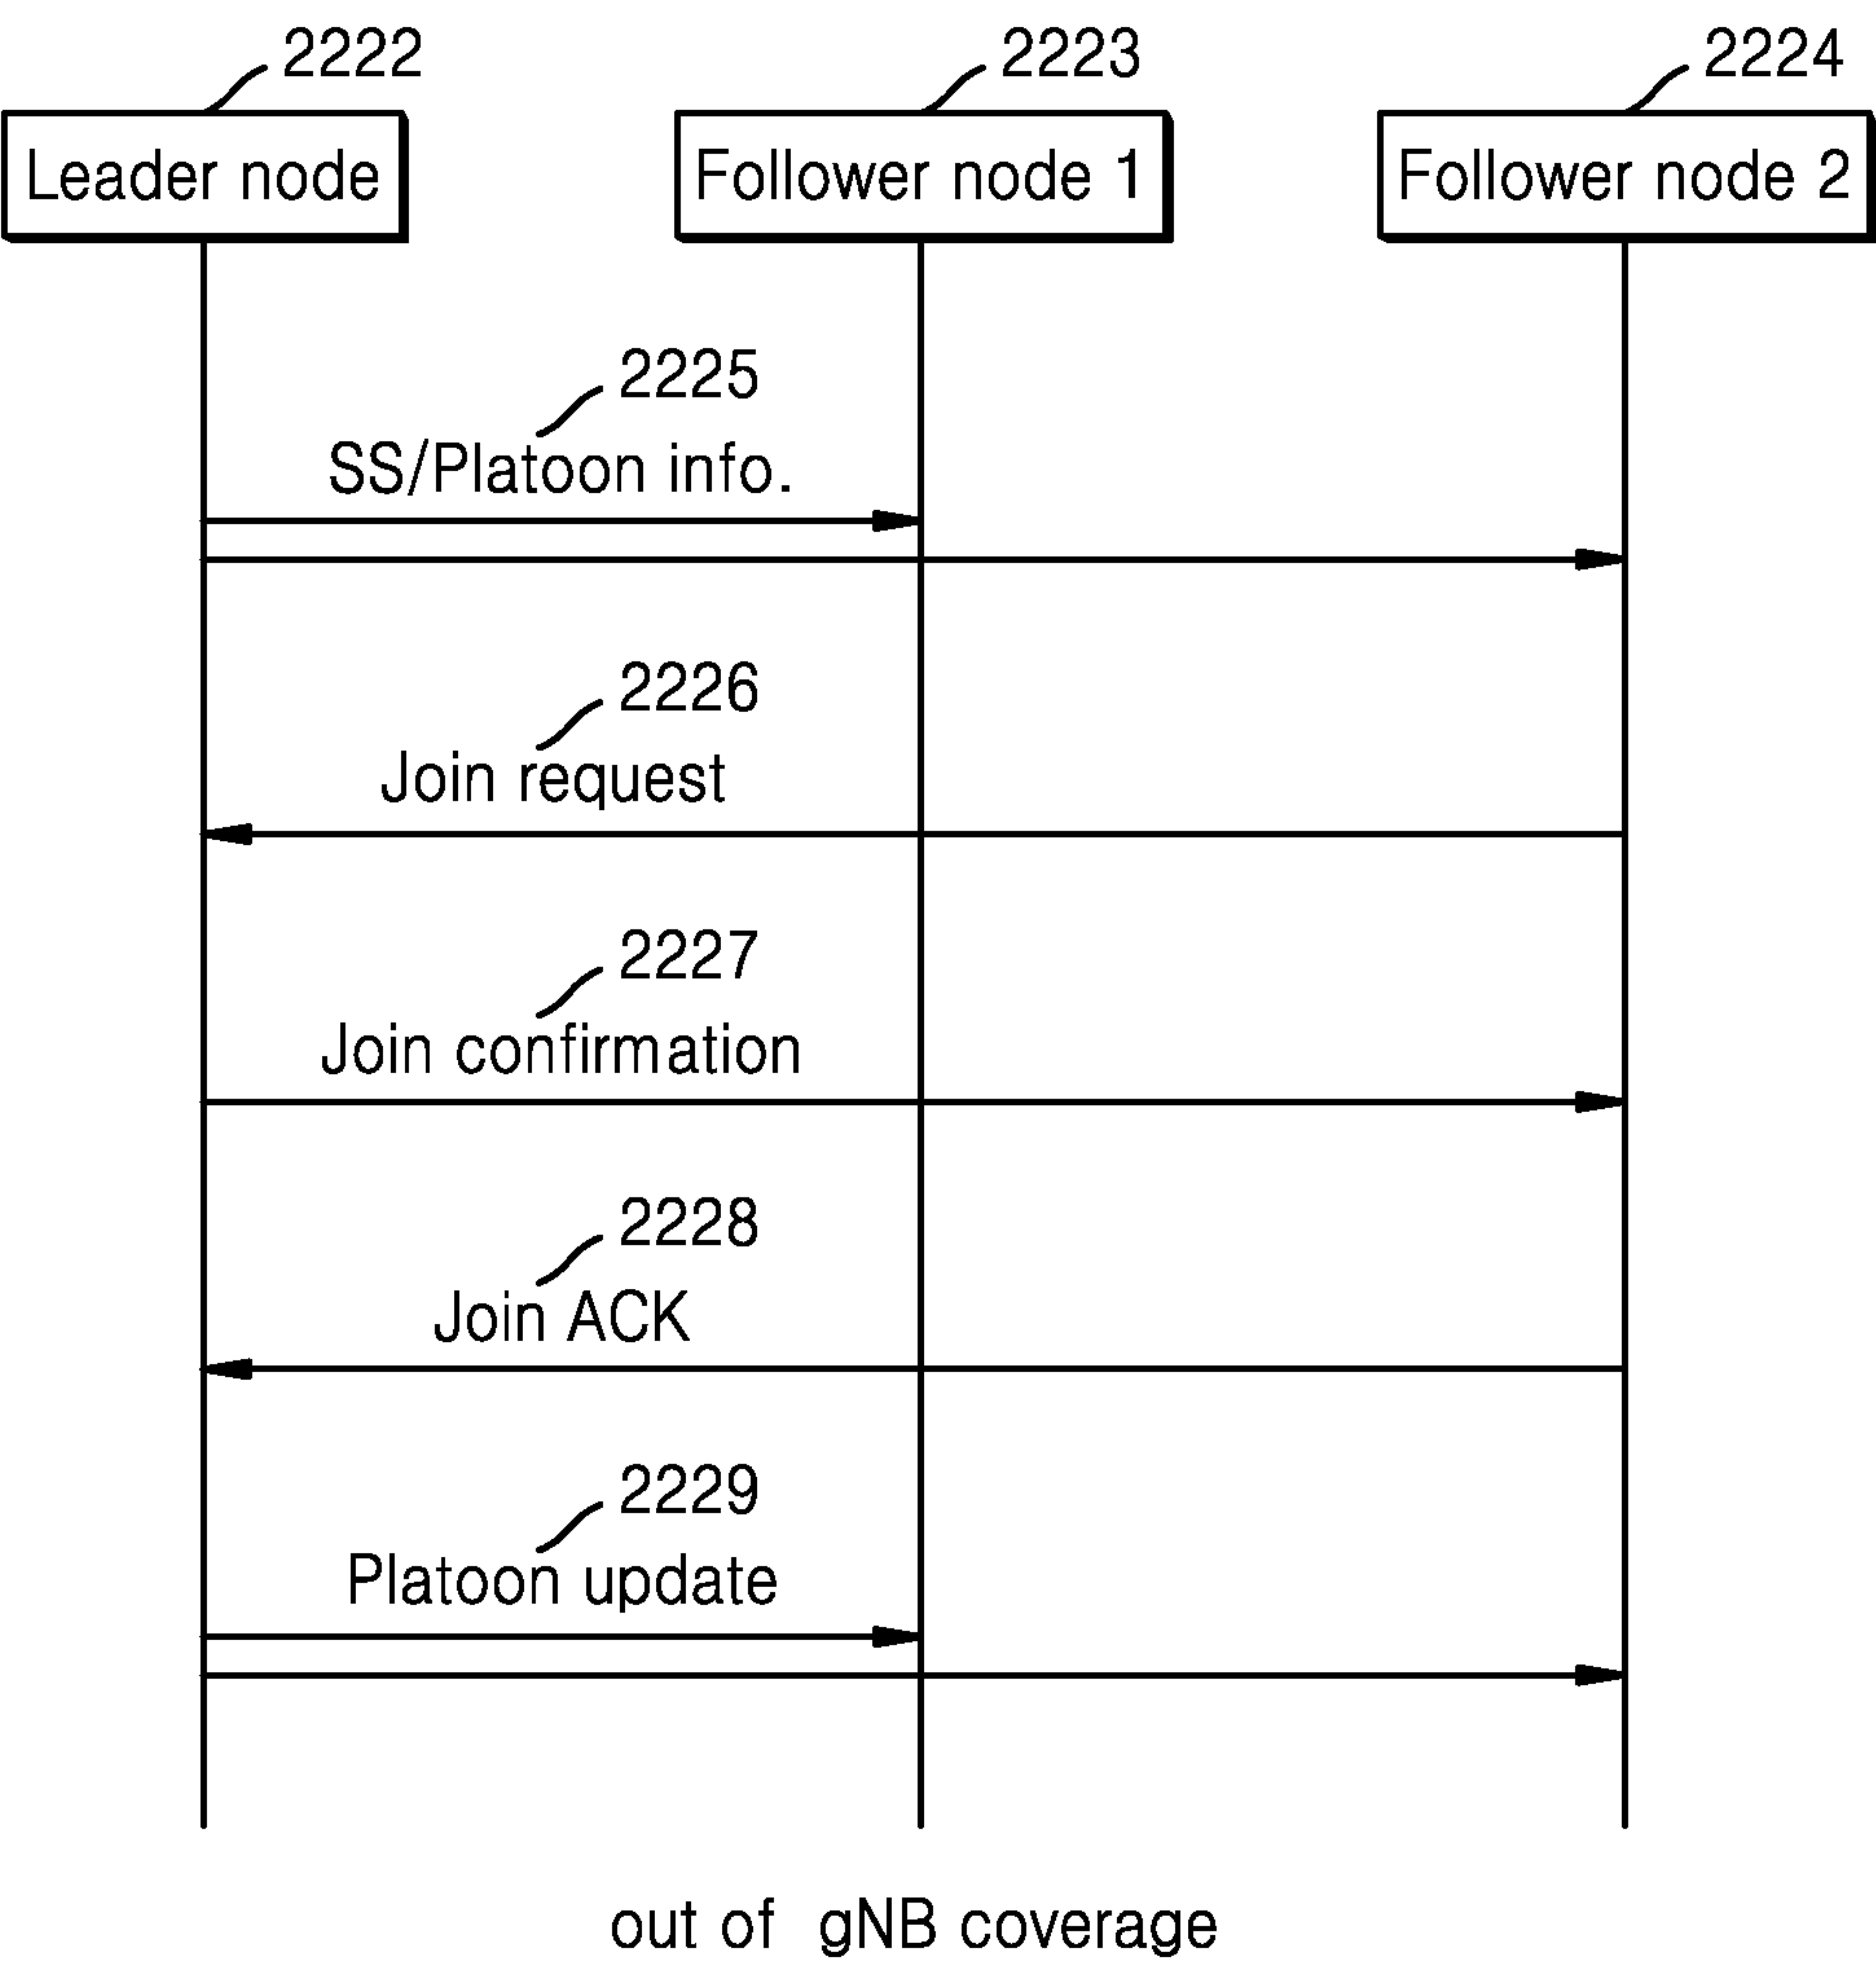 2222
2223
2224
Leader node
Follower node 1
Follower node 2
2225
SS/Platoon info.
2226
Join request
2227
Join confirmation
2228
Join ACK
2229
Platoon update
out of gNB coverage